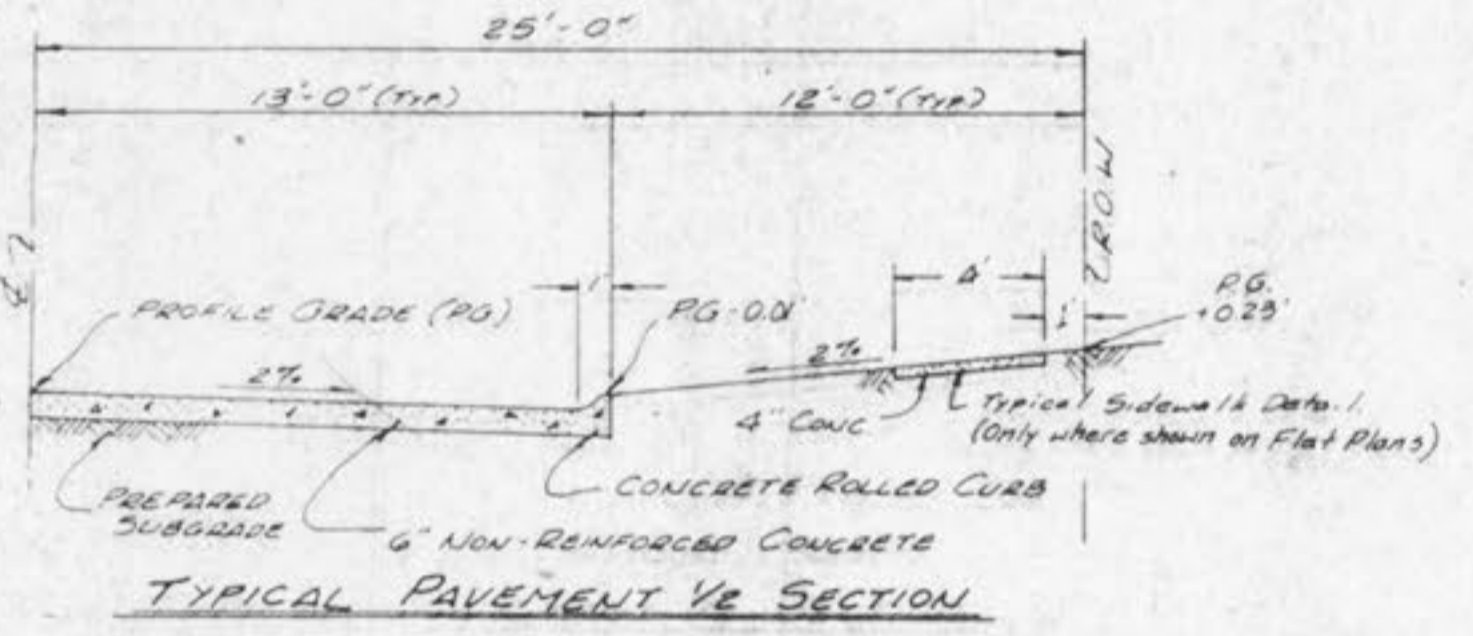 25'-0"
13'-0" (TYP.)
12'-0" (TYP.)
R.O.W
1'
4'
1'
PROFILE GRADE (PG)
P.G.-0.01'
P.G.
+0.23'
2%
2%
4" CONC
Typical Sidewalk Detail.
(Only where shown on Flat Plans)
CONCRETE ROLLED CURB
PREPARED
SUBGRADE
6" NON-REINFORCED CONCRETE
TYPICAL PAVEMENT 1/2 SECTION